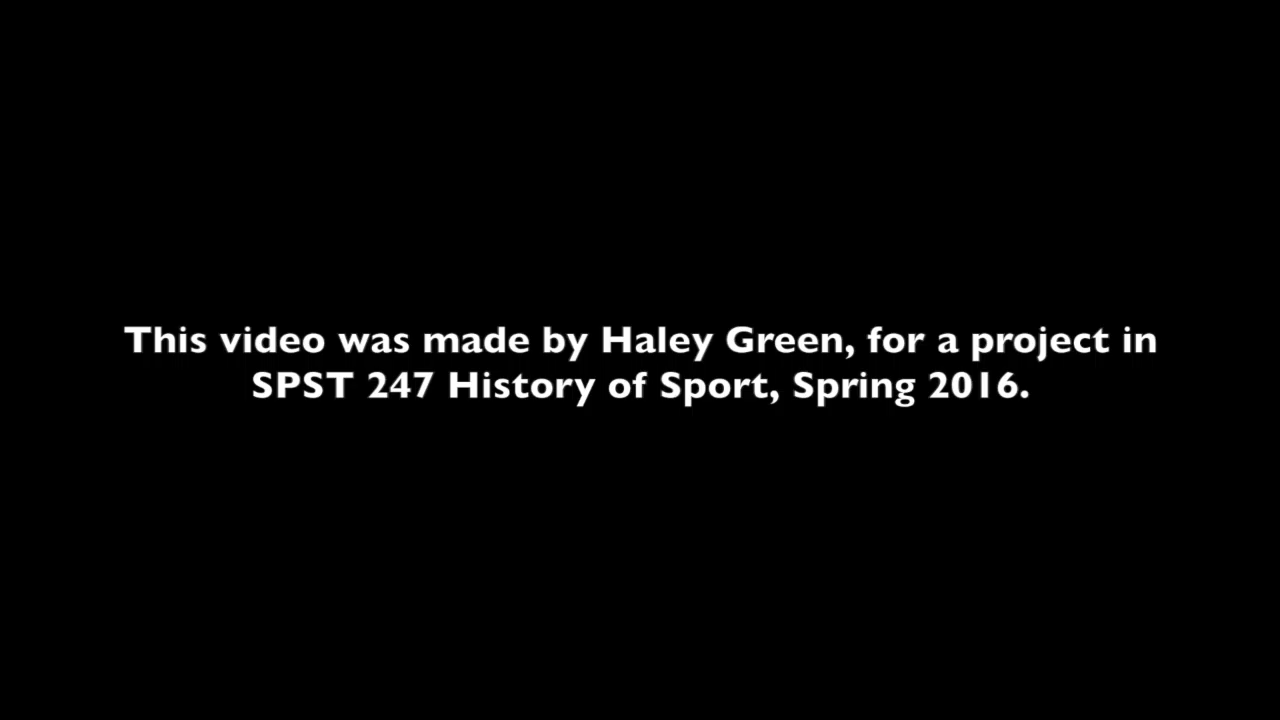 This video was made by Haley Green, for a project in
SPST 247 History of Sport, Spring 2016.